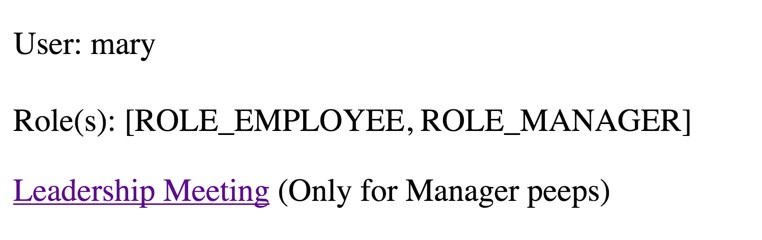 User: mary
Role(s): [ROLE_EMPLOYEE, ROLE_MANAGER]
Leadership Meeting (Only for Manager peeps)